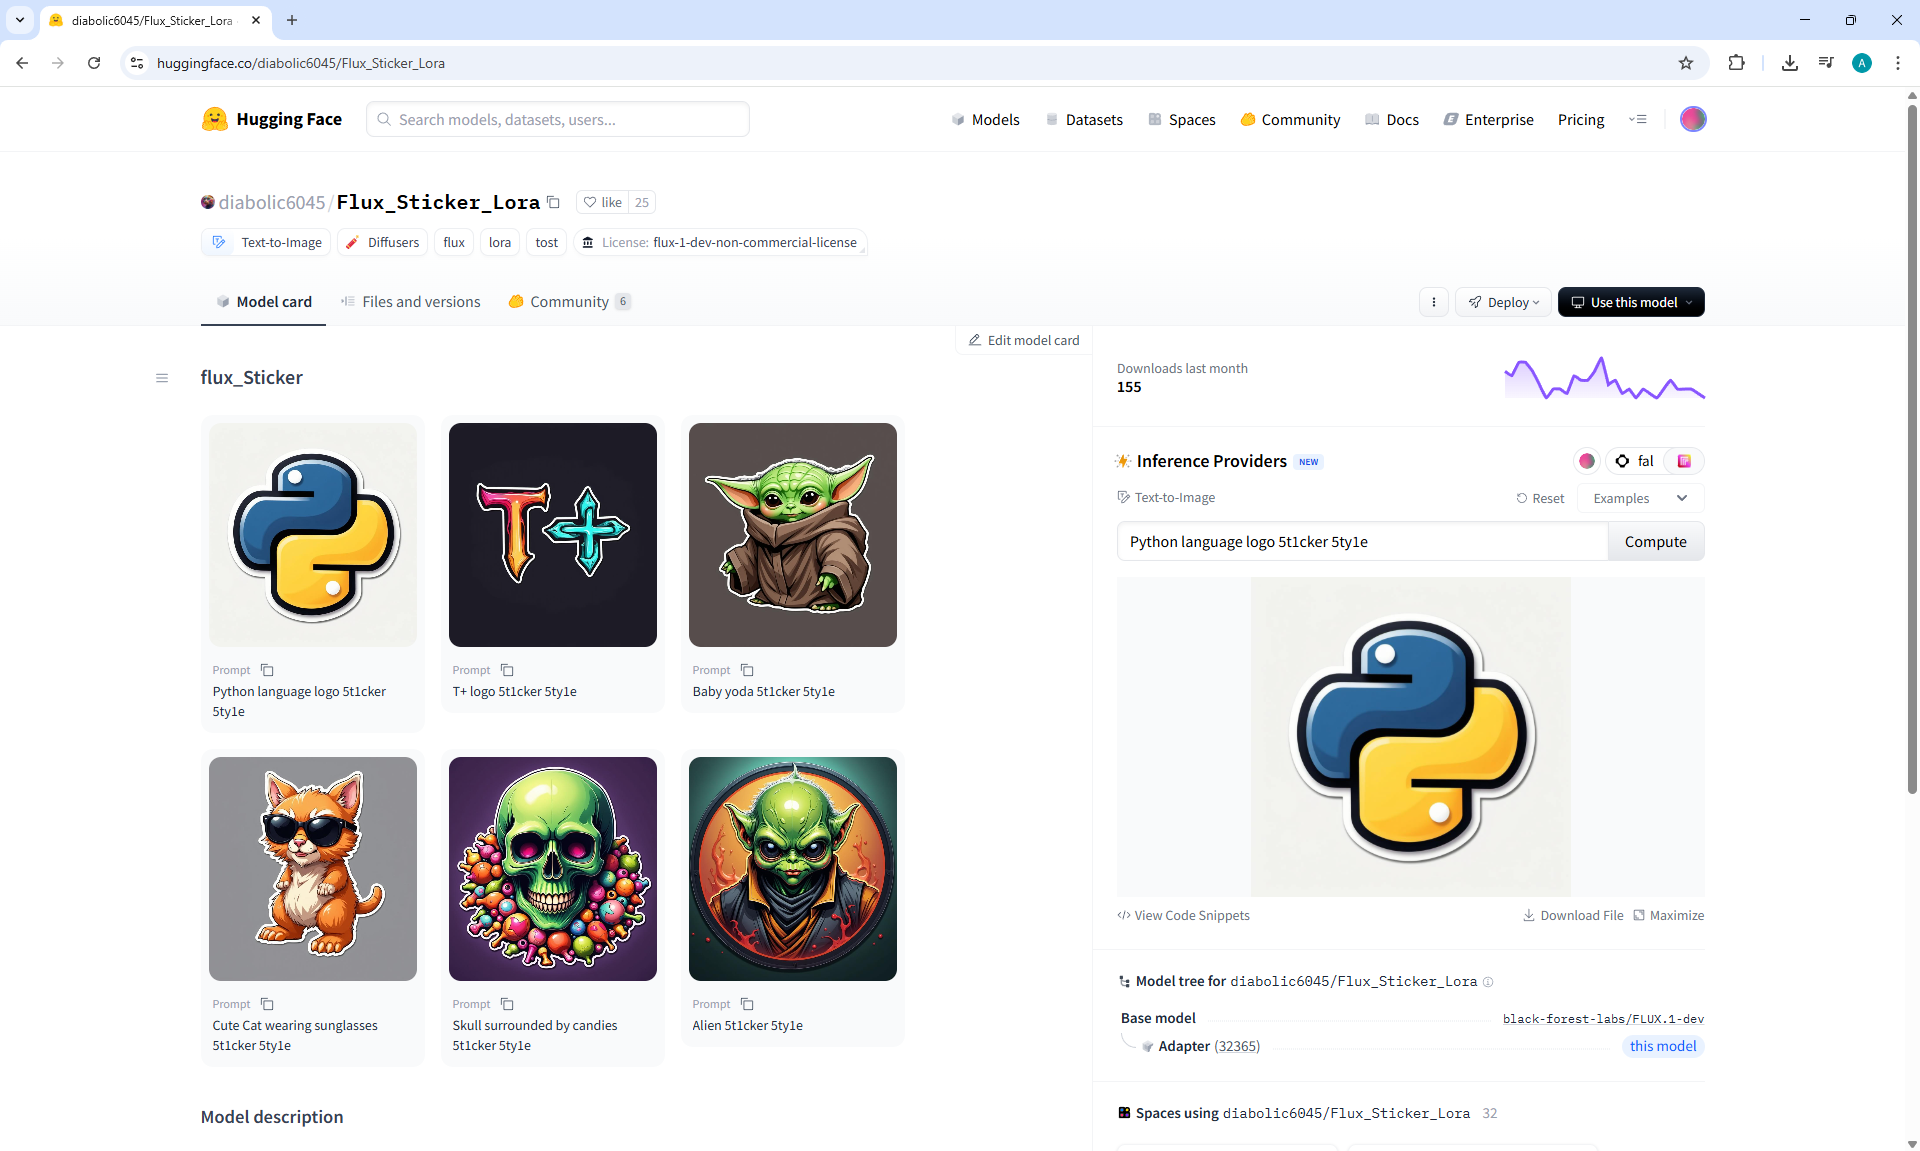 diabolic6045/Flux_Sticker_Lora
huggingface.co/diabolic6045/Flux_Sticker_Lora
A
Hugging Face
Search models, datasets, users...
Models
Datasets
Spaces
Community
Docs
Enterprise
Pricing
diabolic6045/Flux_Sticker_Lora
like
25
Text-to-Image
Diffusers
flux
lora
tost
License: flux-1-dev-non-commercial-license
Model card
Files and versions
Community
6
Deploy
Use this model
Edit model card
flux_Sticker
T+
Prompt
Python language logo 5t1cker
5ty1e
Prompt
T+ logo 5t1cker 5ty1e
Prompt
Baby yoda 5t1cker 5ty1e
Prompt
Cute Cat wearing sunglasses
5t1cker 5ty1e
Prompt
Skull surrounded by candies
5t1cker 5ty1e
Prompt
Alien 5t1cker 5ty1e
Model description
Downloads last month
155
Inference Providers
NEW
fal
Text-to-Image
Reset
Examples
Python language logo 5t1cker 5ty1e
Compute
View Code Snippets
Download File
Maximize
Model tree for diabolic6045/Flux_Sticker_Lora
Base model
black-forest-labs/FLUX.1-dev
Adapter (32365)
this model
Spaces using diabolic6045/Flux_Sticker_Lora 32